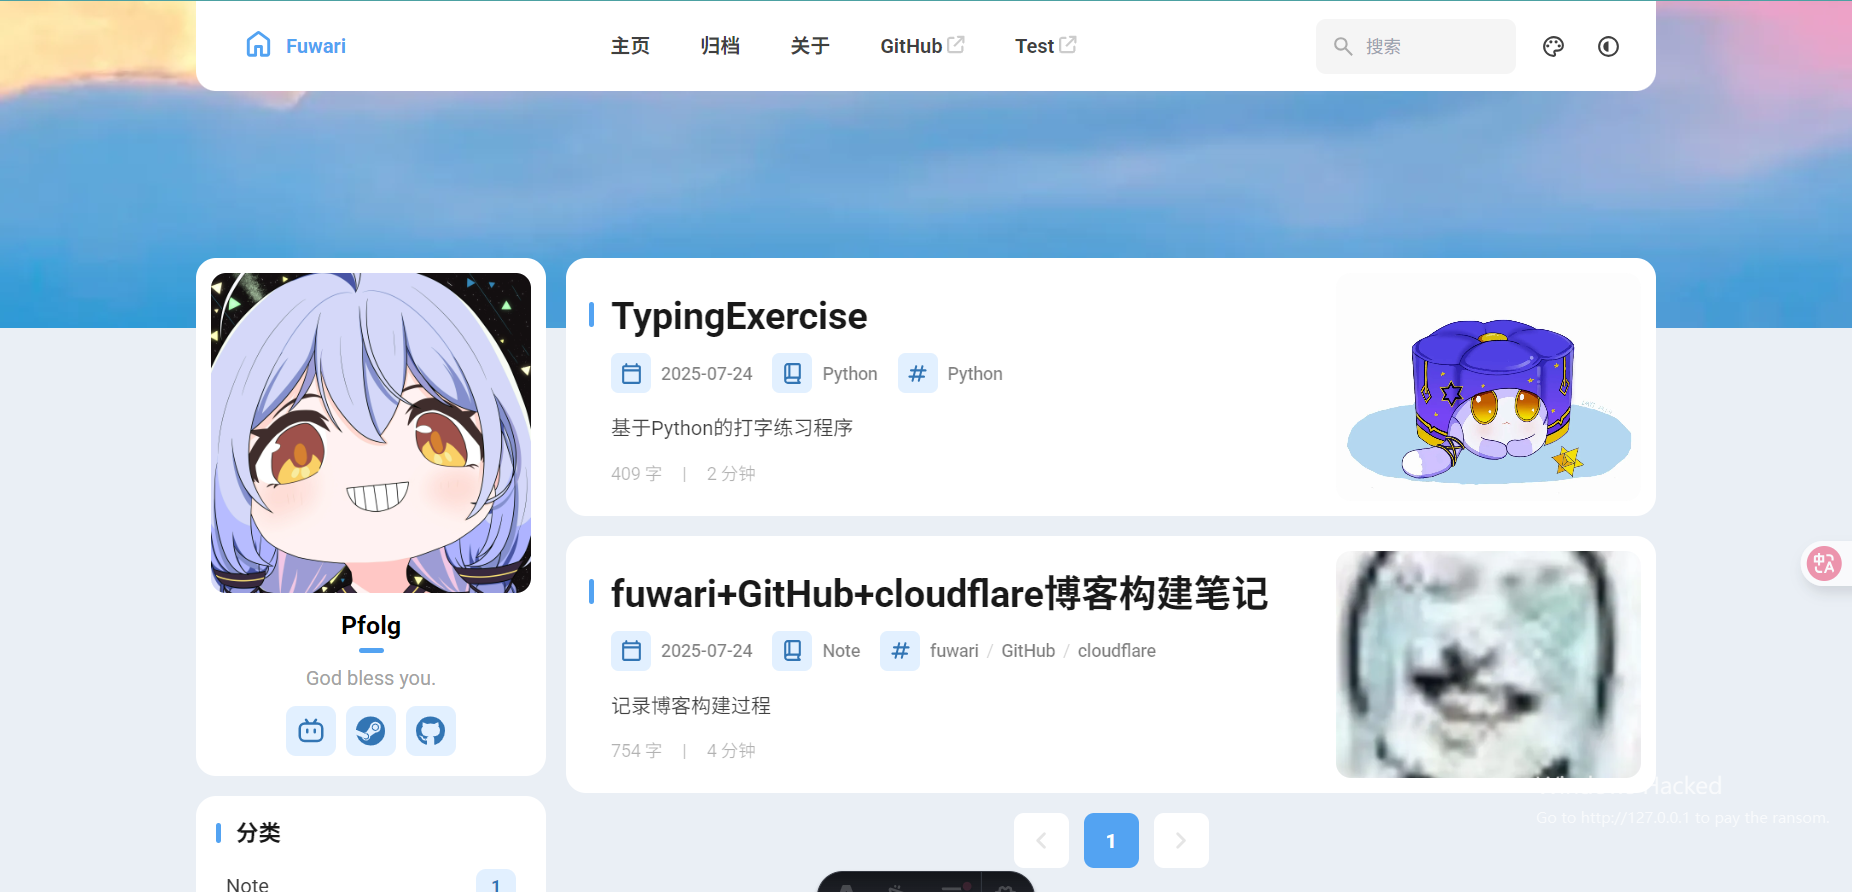 Fuwari
主页 归档 关于 GitHub Test
搜索
TypingExercise
2025-07-24 Python Python
基于Python的打字练习程序
409 字 | 2 分钟
Pfolg
God bless you.
fuwari+GitHub+cloudflare博客构建笔记
2025-07-24 Note fuwari / GitHub / cloudflare
记录博客构建过程
754 字 | 4 分钟
1
分类
Note 1
Hacked
Go to http://127.0.0.1 to pay the ransom.
中A